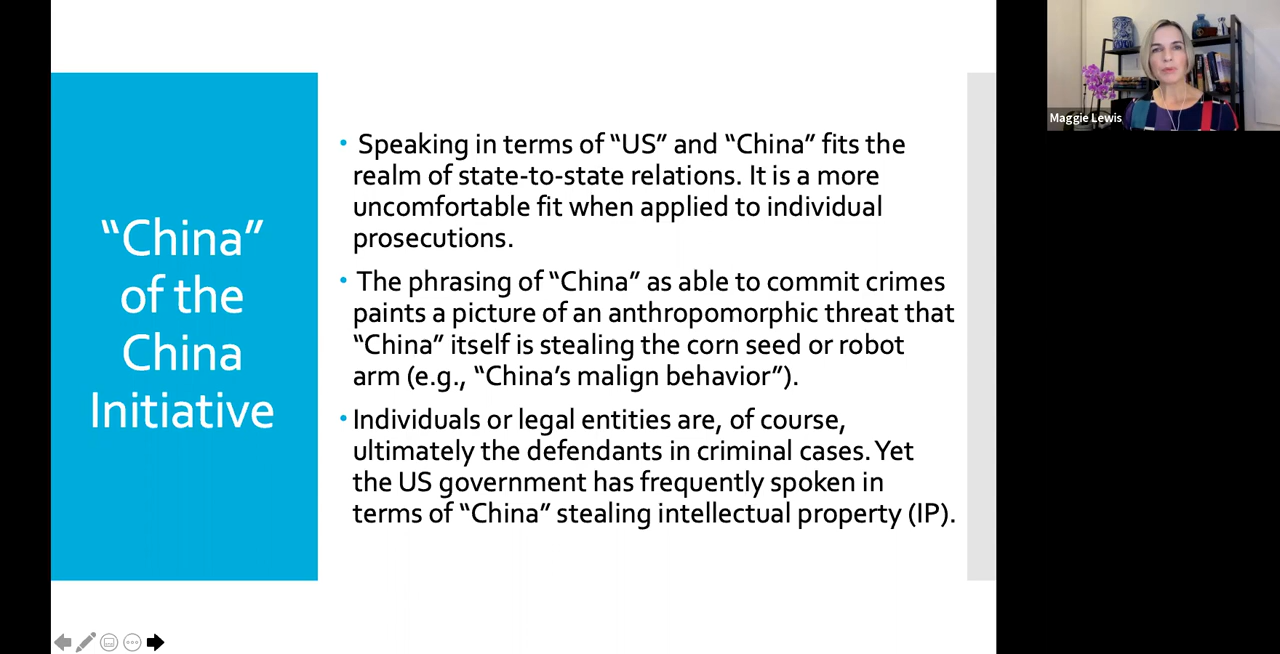 “China”
of the
China
Initiative
• Speaking in terms of “US” and “China” fits the
realm of state-to-state relations. It is a more
uncomfortable fit when applied to individual
prosecutions.
• The phrasing of “China” as able to commit crimes
paints a picture of an anthropomorphic threat that
“China” itself is stealing the corn seed or robot
arm (e.g., “China’s malign behavior”).
• Individuals or legal entities are, of course,
ultimately the defendants in criminal cases. Yet
the US government has frequently spoken in
terms of “China” stealing intellectual property (IP).
Maggie Lewis